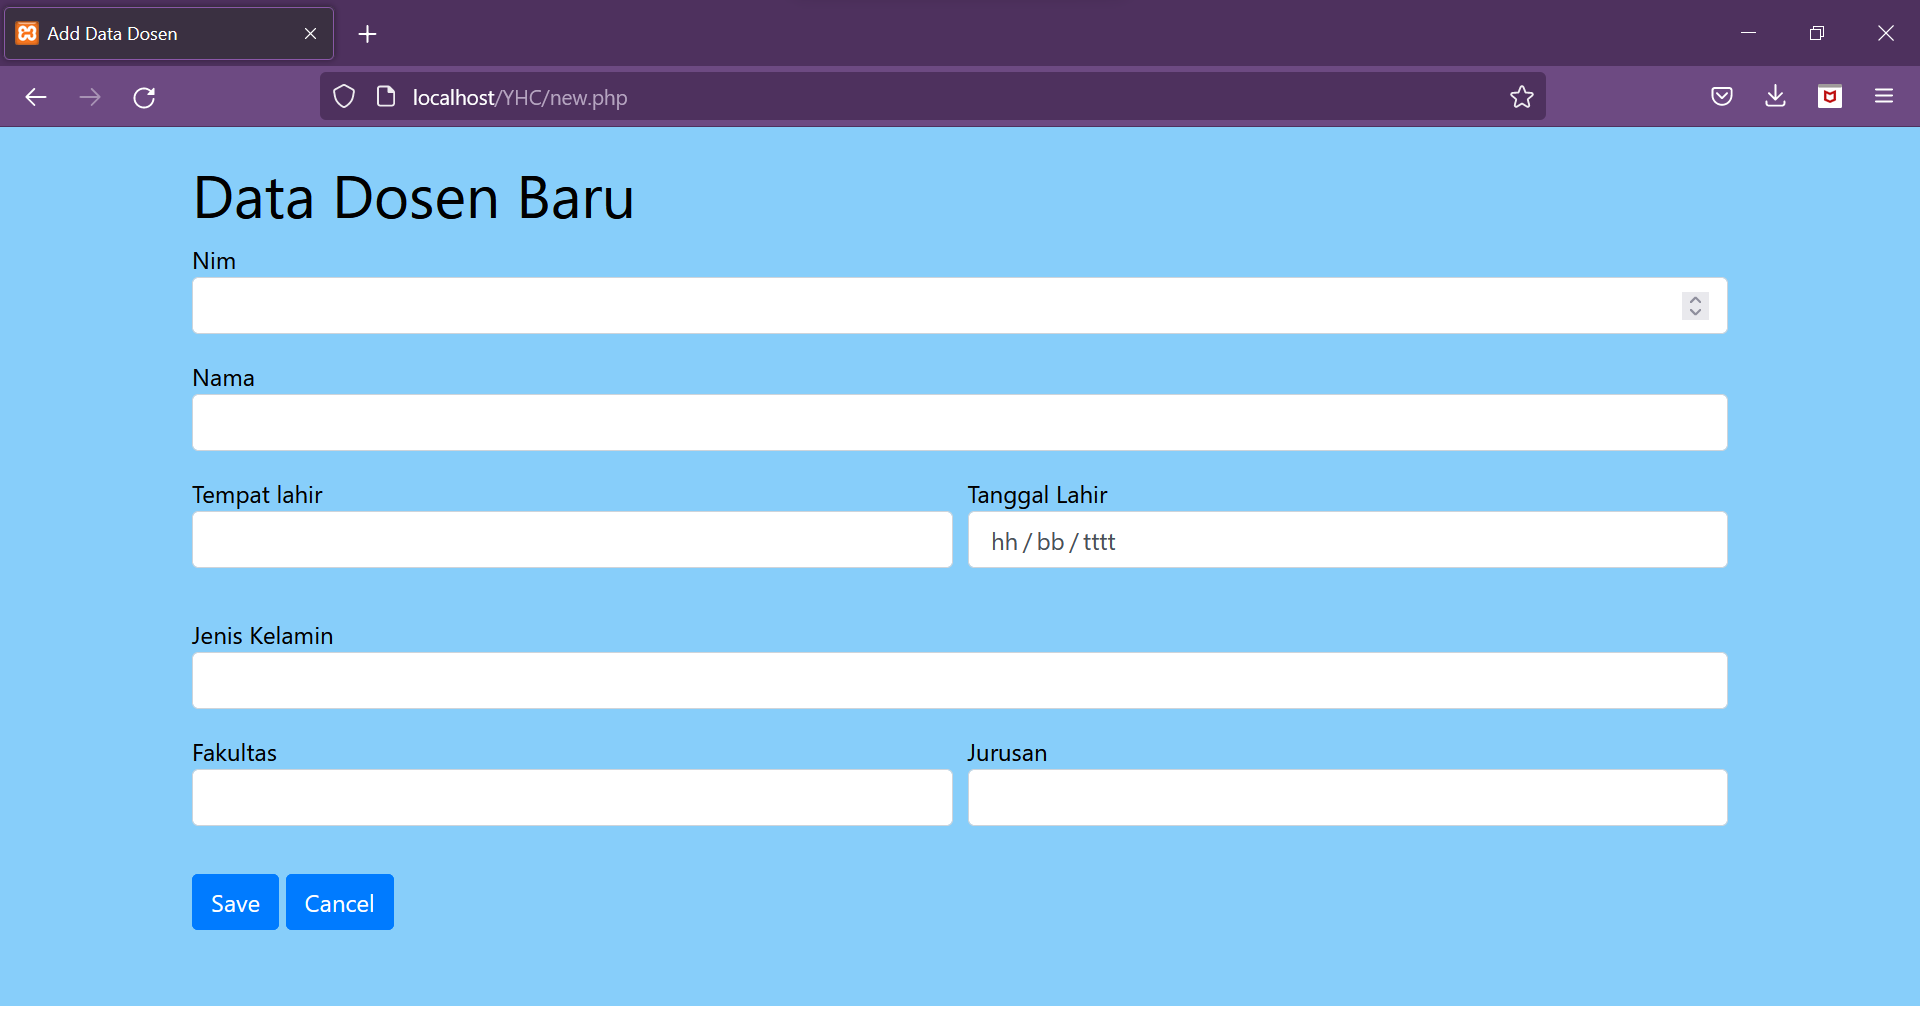 Add Data Dosen
localhost/YHC/new.php
Data Dosen Baru
Nim
Nama
Tempat lahir Tanggal Lahir
hh / bb / tttt
Jenis Kelamin
Fakultas Jurusan
Save Cancel